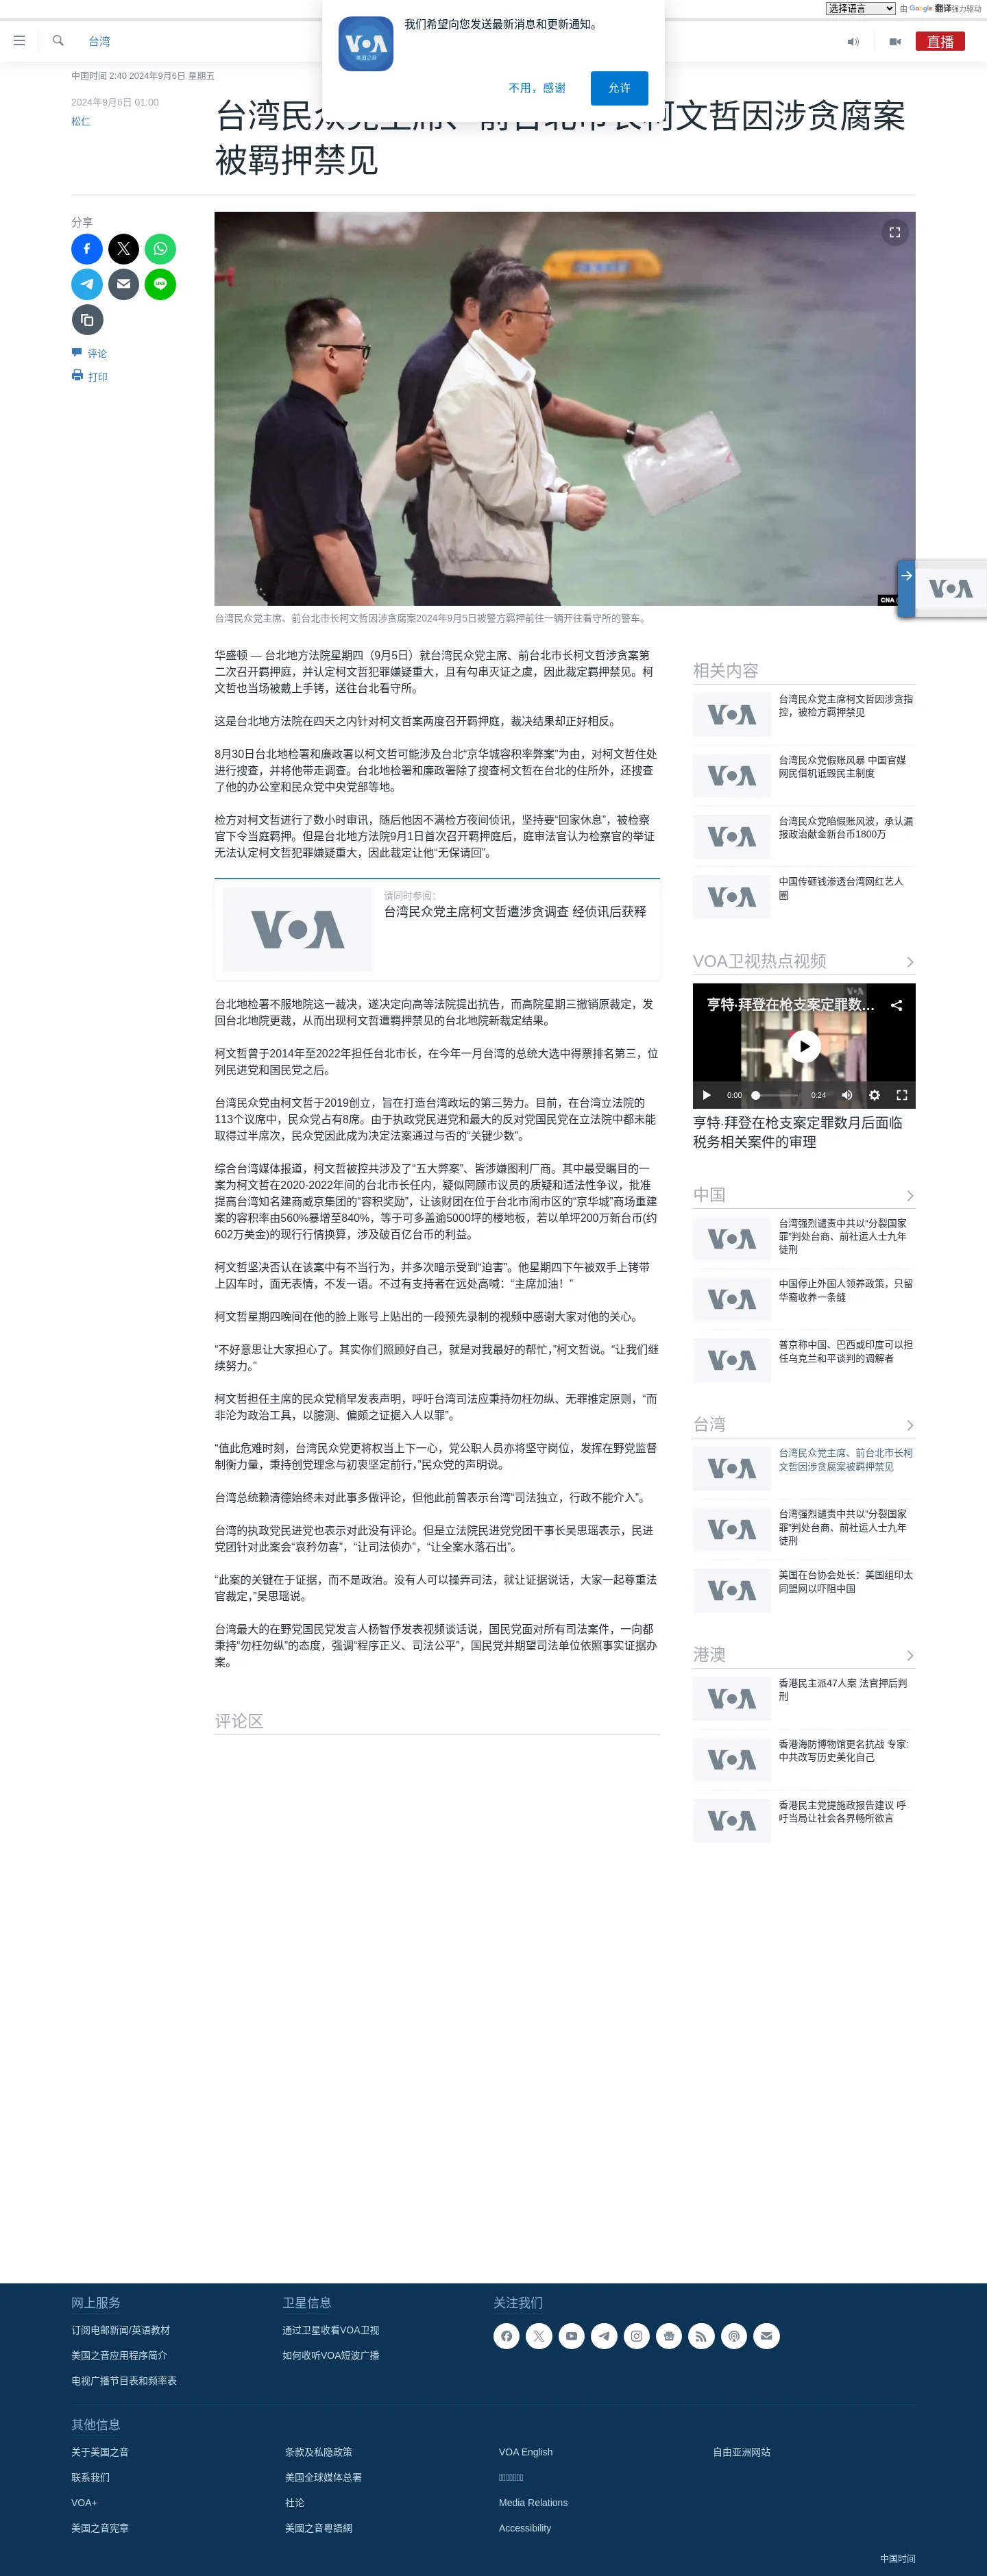 选择语言
由 Google 翻译强力驱动
我们希望向您发送最新消息和更新通知。
不用，感谢
允许
台湾
直播
中国时间 2:40 2024年9月6日 星期五
2024年9月6日 01:00
松仁
台湾民众党主席、前台北市长柯文哲因涉贪腐案
被羁押禁见
分享
评论
打印
CNA
台湾民众党主席、前台北市长柯文哲因涉贪腐案2024年9月5日被警方羁押前往一辆开往看守所的警车。
华盛顿 — 台北地方法院星期四（9月5日）就台湾民众党主席、前台北市长柯文哲涉贪案第
二次召开羁押庭，并认定柯文哲犯罪嫌疑重大，且有勾串灭证之虞，因此裁定羁押禁见。柯
文哲也当场被戴上手铐，送往台北看守所。
这是台北地方法院在四天之内针对柯文哲案两度召开羁押庭，裁决结果却正好相反。
8月30日台北地检署和廉政署以柯文哲可能涉及台北“京华城容积率弊案”为由，对柯文哲住处
进行搜查，并将他带走调查。台北地检署和廉政署除了搜查柯文哲在台北的住所外，还搜查
了他的办公室和民众党中央党部等地。
检方对柯文哲进行了数小时审讯，随后他因不满检方夜间侦讯，坚持要“回家休息”，被检察
官下令当庭羁押。但是台北地方法院9月1日首次召开羁押庭后，庭审法官认为检察官的举证
无法认定柯文哲犯罪嫌疑重大，因此裁定让他“无保请回”。
请同时参阅：
台湾民众党主席柯文哲遭涉贪调查 经侦讯后获释
台北地检署不服地院这一裁决，遂决定向高等法院提出抗告，而高院星期三撤销原裁定，发
回台北地院更裁，从而出现柯文哲遭羁押禁见的台北地院新裁定结果。
柯文哲曾于2014年至2022年担任台北市长，在今年一月台湾的总统大选中得票排名第三，位
列民进党和国民党之后。
台湾民众党由柯文哲于2019创立，旨在打造台湾政坛的第三势力。目前，在台湾立法院的
113个议席中，民众党占有8席。由于执政党民进党和最大的反对党国民党在立法院中都未能
取得过半席次，民众党因此成为决定法案通过与否的“关键少数”。
综合台湾媒体报道，柯文哲被控共涉及了“五大弊案”、皆涉嫌图利厂商。其中最受瞩目的一
案为柯文哲在2020-2022年间的台北市长任内，疑似罔顾市议员的质疑和适法性争议，批准
提高台湾知名建商威京集团的“容积奖励”，让该财团在位于台北市闹市区的“京华城”商场重建
案的容积率由560%暴增至840%，等于可多盖逾5000坪的楼地板，若以单坪200万新台币(约
602万美金)的现行行情换算，涉及破百亿台币的利益。
柯文哲坚决否认在该案中有不当行为，并多次暗示受到“迫害”。他星期四下午被双手上铐带
上囚车时，面无表情，不发一语。不过有支持者在远处高喊：“主席加油！”
柯文哲星期四晚间在他的脸上账号上贴出的一段预先录制的视频中感谢大家对他的关心。
“不好意思让大家担心了。其实你们照顾好自己，就是对我最好的帮忙，”柯文哲说。“让我们继
续努力。”
柯文哲担任主席的民众党稍早发表声明，呼吁台湾司法应秉持勿枉勿纵、无罪推定原则，“而
非沦为政治工具，以臆测、偏颇之证据入人以罪”。
“值此危难时刻，台湾民众党更将权当上下一心，党公职人员亦将坚守岗位，发挥在野党监督
制衡力量，秉持创党理念与初衷坚定前行，”民众党的声明说。
台湾总统赖清德始终未对此事多做评论，但他此前曾表示台湾“司法独立，行政不能介入”。
台湾的执政党民进党也表示对此没有评论。但是立法院民进党党团干事长吴思瑶表示，民进
党团针对此案会“哀矜勿喜”，“让司法侦办”，“让全案水落石出”。
“此案的关键在于证据，而不是政治。没有人可以操弄司法，就让证据说话，大家一起尊重法
官裁定，”吴思瑶说。
台湾最大的在野党国民党发言人杨智伃发表视频谈话说，国民党面对所有司法案件，一向都
秉持“勿枉勿纵”的态度，强调“程序正义、司法公平”，国民党并期望司法单位依照事实证据办
案。
评论区
相关内容
台湾民众党主席柯文哲因涉贪指
控，被检方羁押禁见
台湾民众党假账风暴 中国官媒
网民借机诋毁民主制度
台湾民众党陷假账风波，承认漏
报政治献金新台币1800万
中国传砸钱渗透台湾网红艺人
圈
VOA卫视热点视频
亨特·拜登在枪支案定罪数...
0:00
0:24
亨特·拜登在枪支案定罪数月后面临
税务相关案件的审理
中国
台湾强烈谴责中共以“分裂国家
罪”判处台商、前社运人士九年
徒刑
中国停止外国人领养政策，只留
华裔收养一条缝
普京称中国、巴西或印度可以担
任乌克兰和平谈判的调解者
台湾
台湾民众党主席、前台北市长柯
文哲因涉贪腐案被羁押禁见
台湾强烈谴责中共以“分裂国家
罪”判处台商、前社运人士九年
徒刑
美国在台协会处长：美国组印太
同盟网以吓阻中国
港澳
香港民主派47人案 法官押后判
刑
香港海防博物馆更名抗战 专家:
中共改写历史美化自己
香港民主党提施政报告建议 呼
吁当局让社会各界畅所欲言
网上服务
订阅电邮新闻/英语教材
美国之音应用程序简介
电视广播节目表和频率表
卫星信息
通过卫星收看VOA卫视
如何收听VOA短波广播
关注我们
其他信息
关于美国之音
联系我们
VOA+
美国之音宪章
条款及私隐政策
美国全球媒体总署
社论
美國之音粵語網
VOA English
Media Relations
Accessibility
自由亚洲网站
中国时间